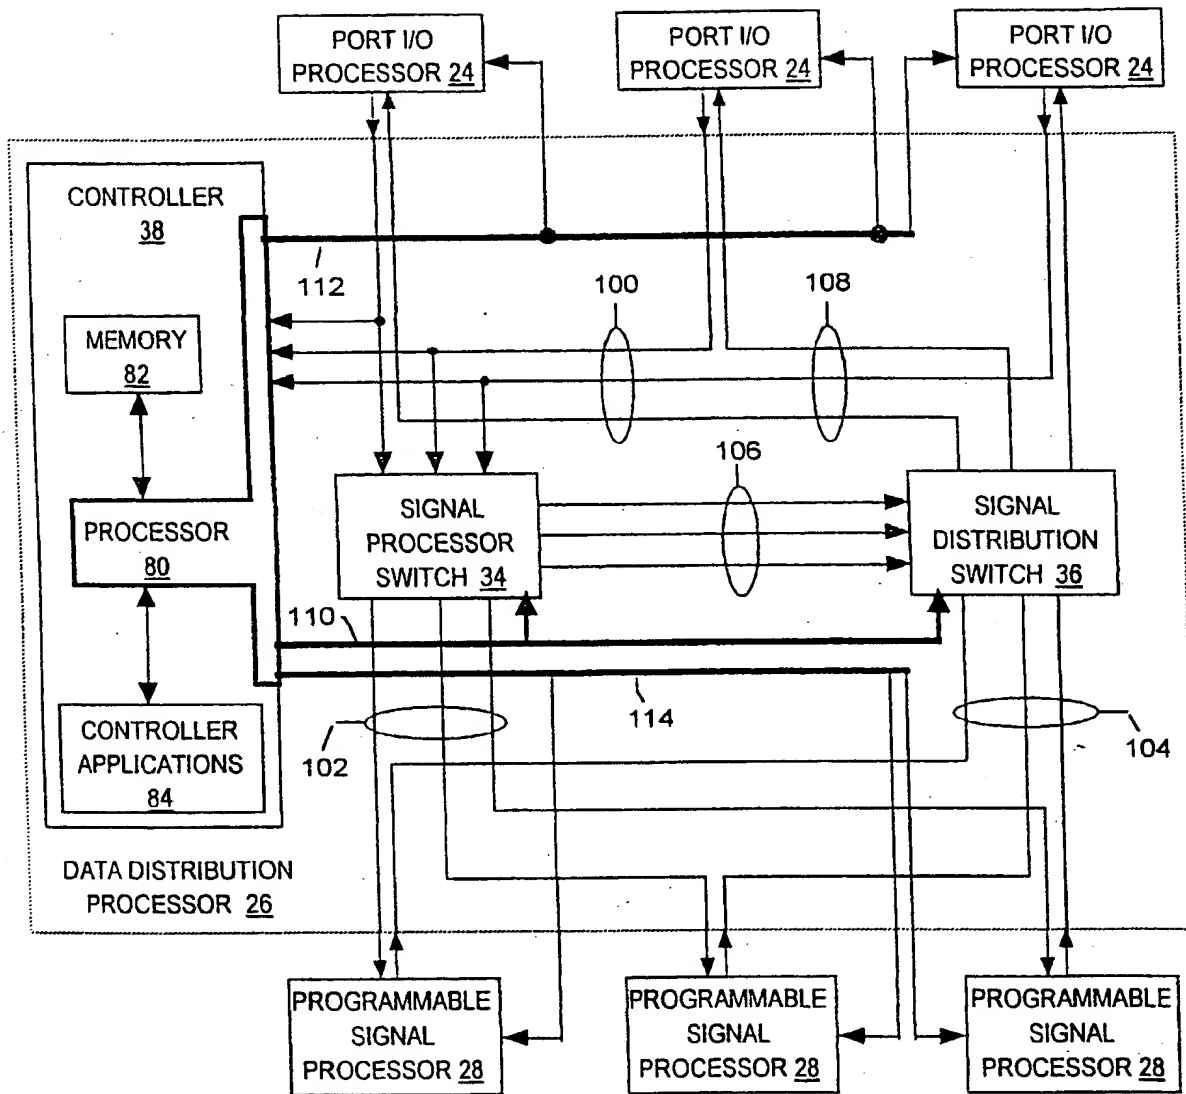 PORT I/O
PROCESSOR 24
PORT I/O
PROCESSOR 24
PORT I/O
PROCESSOR 24
CONTROLLER
38
112
100
108
MEMORY
82
106
PROCESSOR
80
SIGNAL
PROCESSOR
SWITCH 34
SIGNAL
DISTRIBUTION
SWITCH 36
110
114
102
104
CONTROLLER
APPLICATIONS
84
DATA DISTRIBUTION
PROCESSOR 26
PROGRAMMABLE
SIGNAL
PROCESSOR 28
PROGRAMMABLE
SIGNAL
PROCESSOR 28
PROGRAMMABLE
SIGNAL
PROCESSOR 28